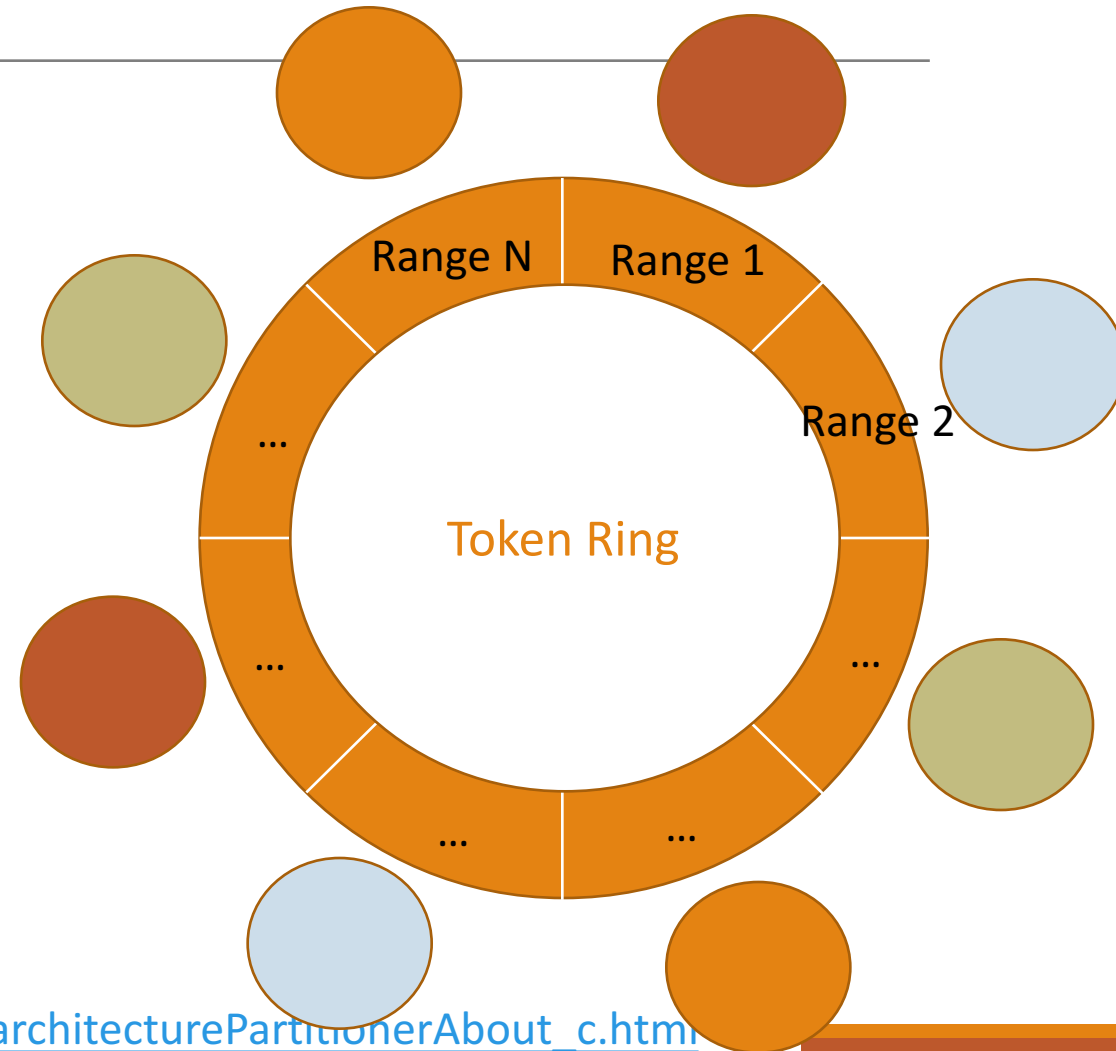 Range N
Range 1
Range 2
...
Token Ring
...
...
...
...
architecturePartitionerAbout_c.html